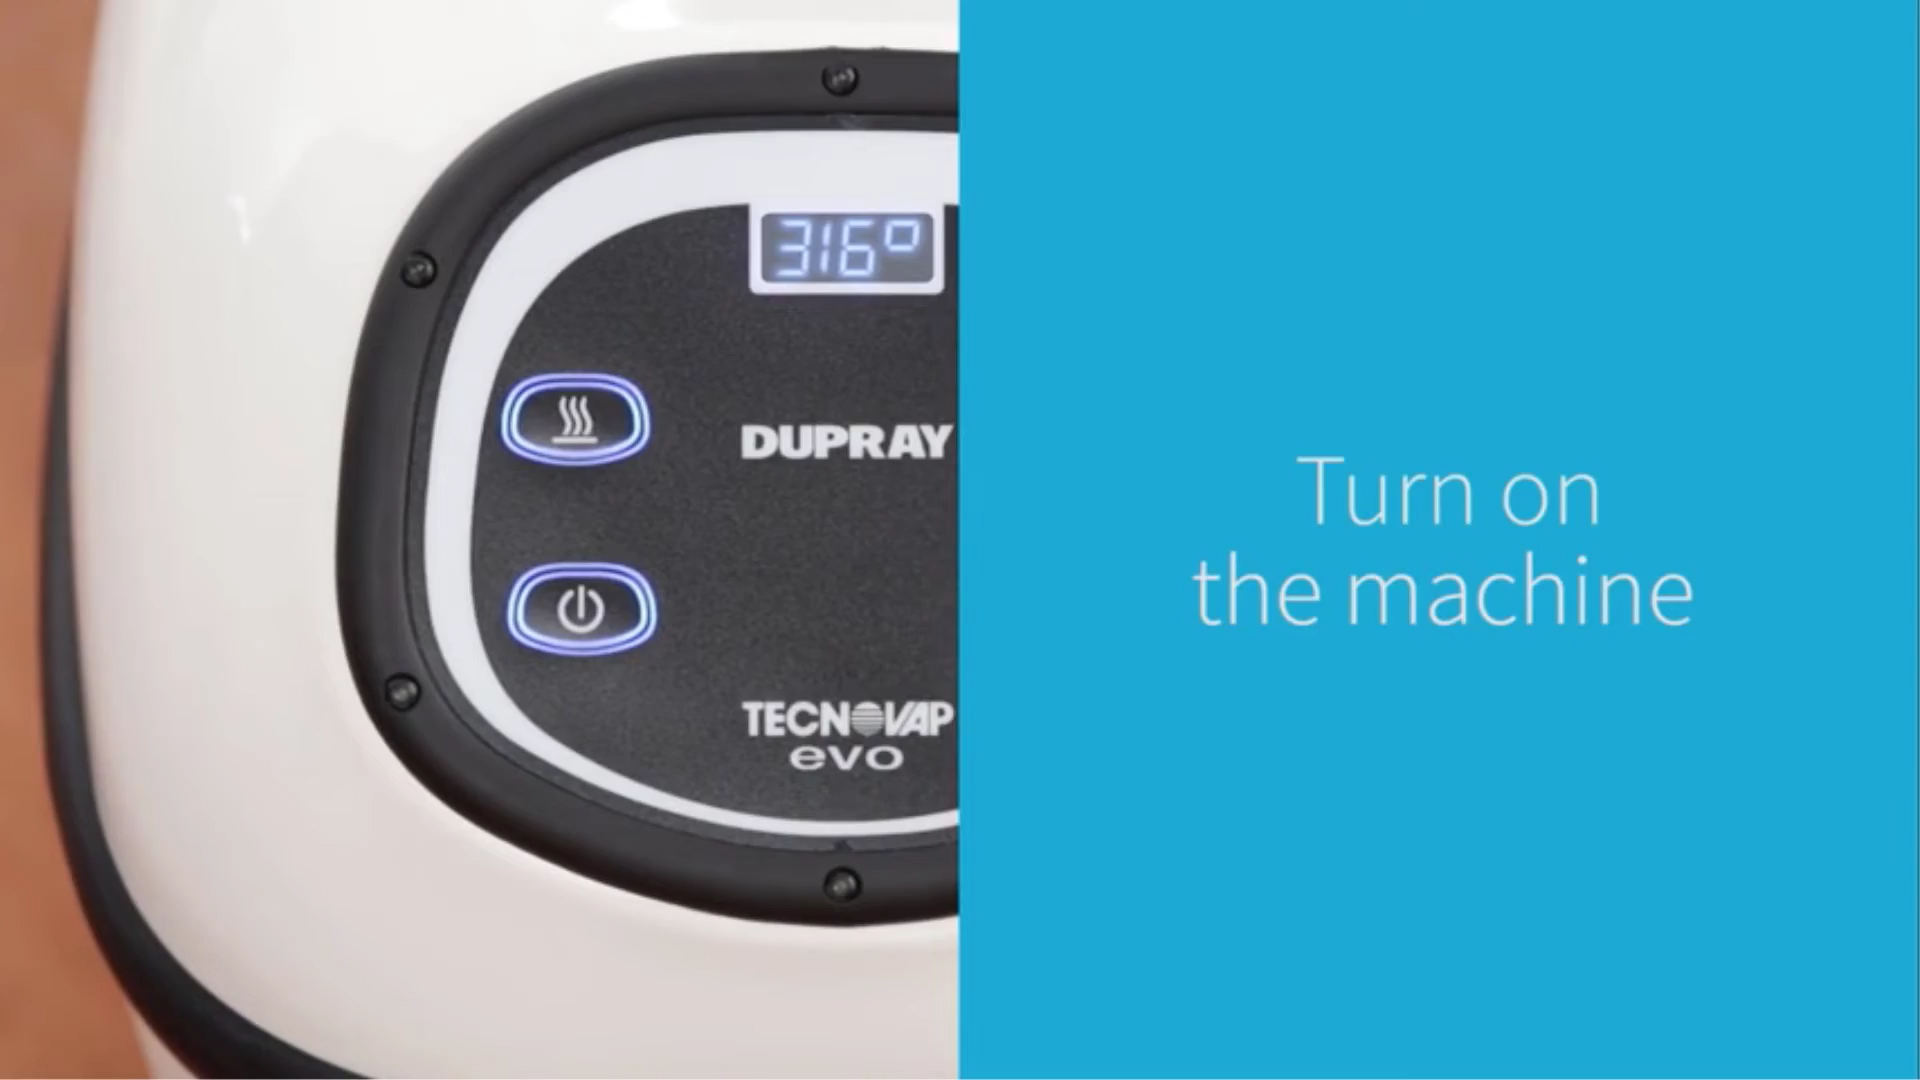 316°
DUPRAY
TECNOVAP
evo
Turn on
the machine